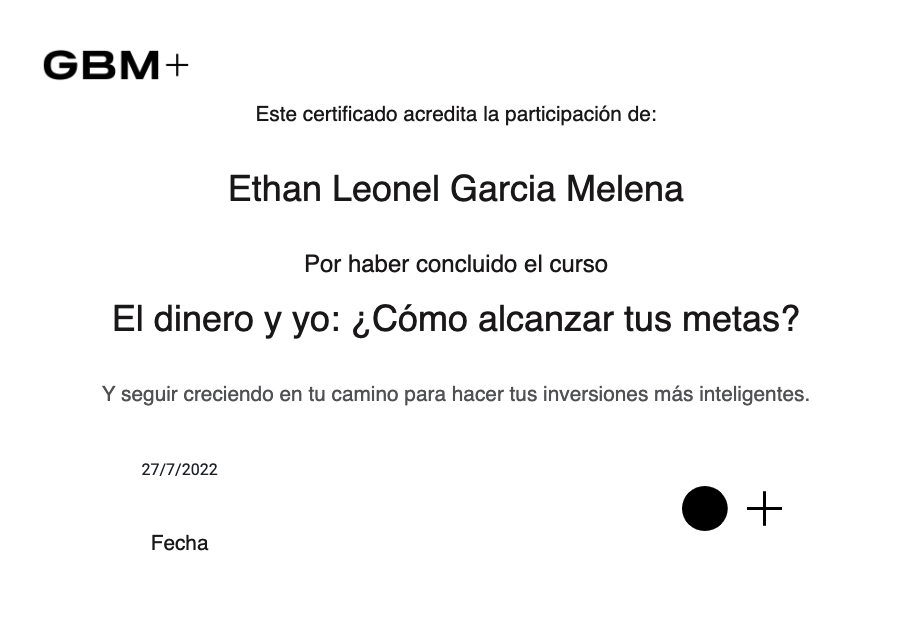 GBM+
Este certificado acredita la participación de:
Ethan Leonel Garcia Melena
Por haber concluido el curso
El dinero y yo: ¿Cómo alcanzar tus metas?
Y seguir creciendo en tu camino para hacer tus inversiones más inteligentes.
27/7/2022
Fecha